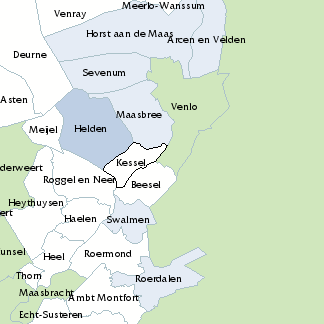 Meerlo-Wanssum
Venray
Horst aan de Maas
Arcen en Velden
Deurne
Sevenum
Asten
Venlo
Maasbree
Meijel
Helden
Kessel
derweert
Roggel en Neer
Beesel
Heythuysen
ert
Haelen
Swalmen
unsel
Heel
Roermond
Thorn
Roerdalen
Maasbracht
Ambt Montfort
Echt-Susteren